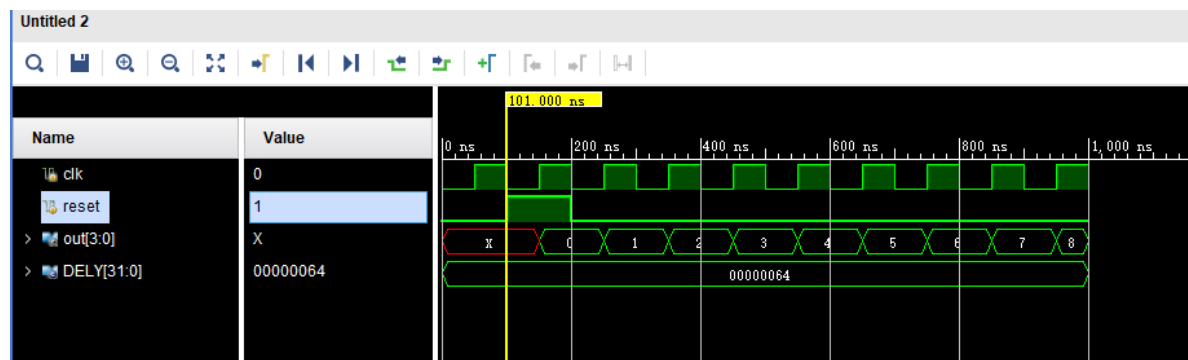 Untitled 2
101.000 ns
Name Value
0 ns 200 ns 400 ns 600 ns 800 ns 1,000 ns
clk 0
reset 1
> out[3:0] X X 0 1 2 3 4 5 6 7 8
> DELY[31:0] 00000064 00000064